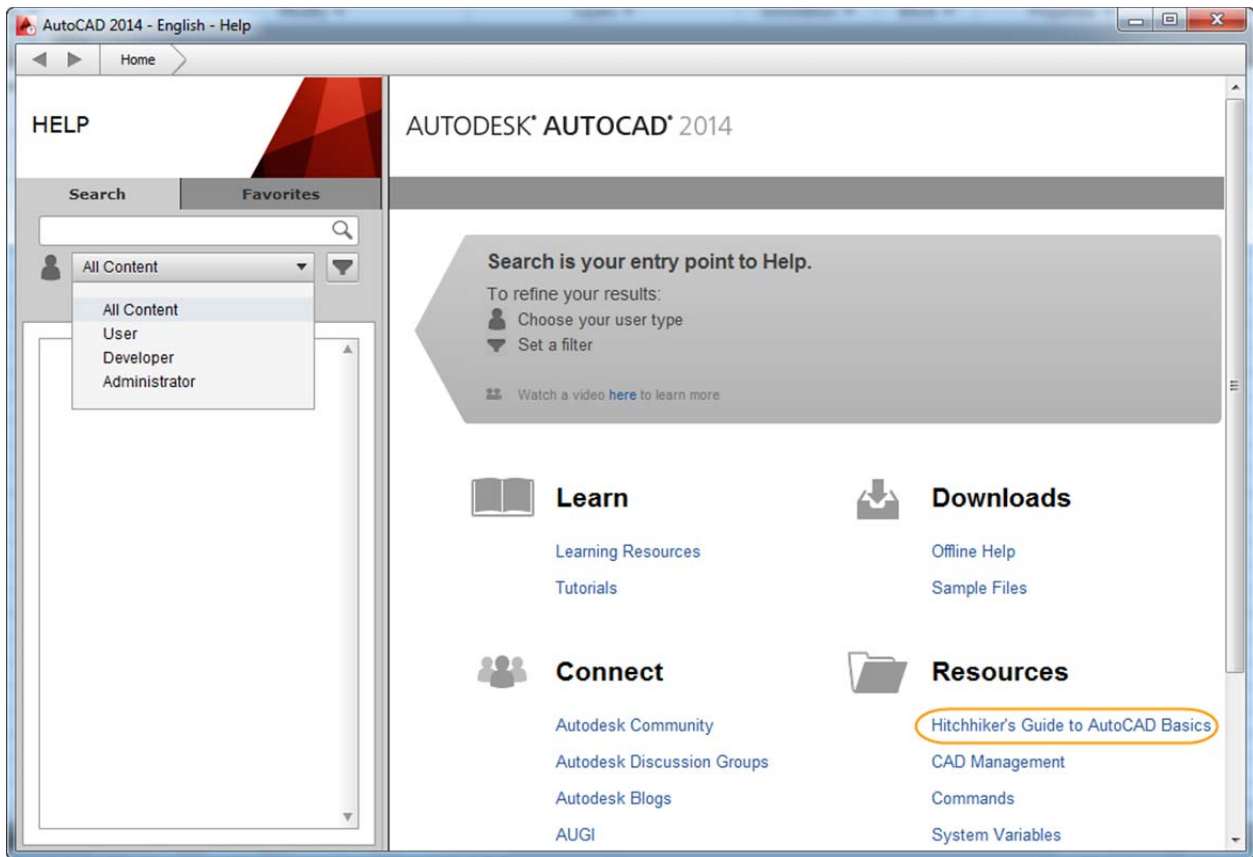 AutoCAD 2014 - English - Help
Home
HELP
Search
Favorites
All Content
All Content
User
Developer
Administrator
AUTODESK® AUTOCAD® 2014
Search is your entry point to Help.
To refine your results:
Choose your user type
Set a filter
Watch a video here to learn more
Learn
Learning Resources
Tutorials
Downloads
Offline Help
Sample Files
Connect
Autodesk Community
Autodesk Discussion Groups
Autodesk Blogs
AUGI
Resources
Hitchhiker's Guide to AutoCAD Basics
CAD Management
Commands
System Variables